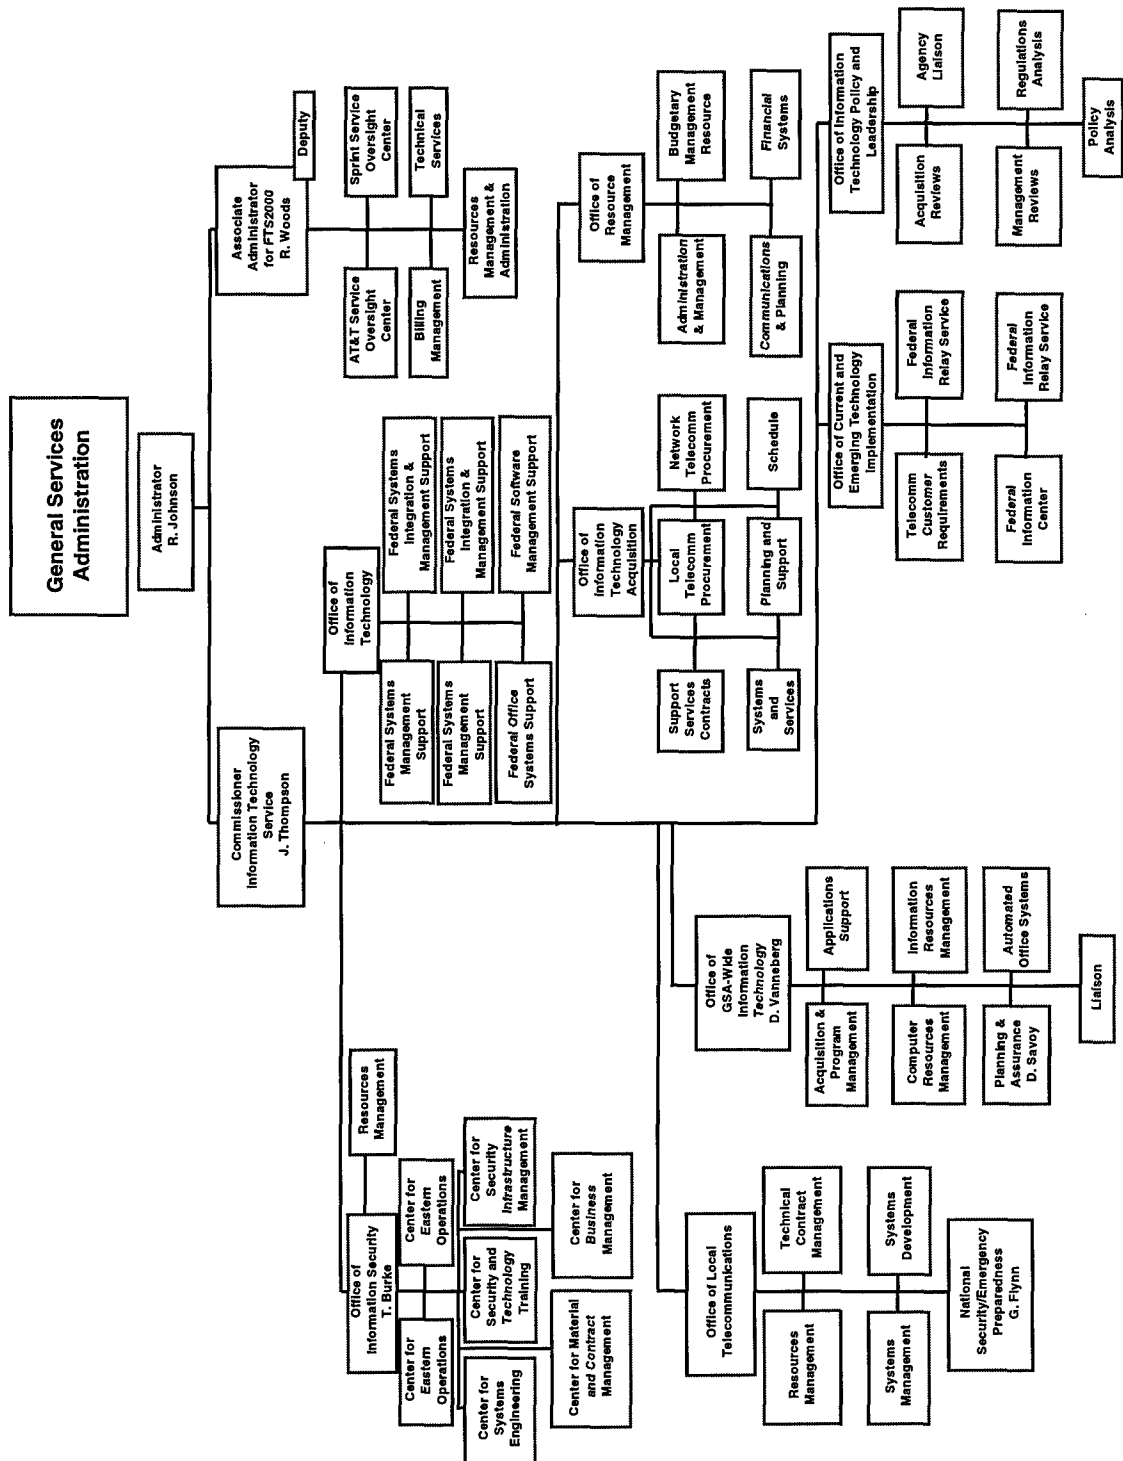 General Services
Administration
Administrator
R. Johnson
Commissioner
Information Technology
Service
J. Thompson
Associate
Administrator
for FTS2000
R. Woods
Deputy
AT&T Service
Oversight
Center
Sprint Service
Oversight
Center
Billing
Management
Technical
Services
Resources
Management &
Administration
Office of
Information Security
T. Burke
Resources
Management
Center for
Eastern
Operations
Center for
Eastern
Operations
Center for
Systems
Engineering
Center for
Security and
Technology
Training
Center for
Security
Infrastructure
Management
Center for Material
and Contract
Management
Center for
Business
Management
Office of
Information
Technology
Federal Systems
Management
Support
Federal Systems
Integration &
Management Support
Federal Systems
Management
Support
Federal Systems
Integration &
Management Support
Federal Office
Systems Support
Federal Software
Management Support
Office of
Information
Technology
Acquisition
Support
Services
Contracts
Local
Telecomm
Procurement
Network
Telecomm
Procurement
Systems
and
Services
Planning and
Support
Schedule
Office of
Resource
Management
Administration
& Management
Budgetary
Management
Resource
Communications
& Planning
Financial
Systems
Office of Local
Telecommunications
Resources
Management
Technical
Contract
Management
Systems
Management
Systems
Development
National
Security/Emergency
Preparedness
G. Flynn
Office of
GSA-Wide
Information
Technology
D. Vanneberg
Acquisition &
Program
Management
Applications
Support
Computer
Resources
Management
Information
Resources
Management
Planning &
Assurance
D. Savoy
Automated
Office Systems
Liaison
Office of Current and
Emerging Technology
Implementation
Telecomm
Customer
Requirements
Federal
Information
Relay Service
Federal
Information
Center
Federal
Information
Relay Service
Office of Information
Technology Policy and
Leadership
Acquisition
Reviews
Agency
Liaison
Management
Reviews
Regulations
Analysis
Policy
Analysis